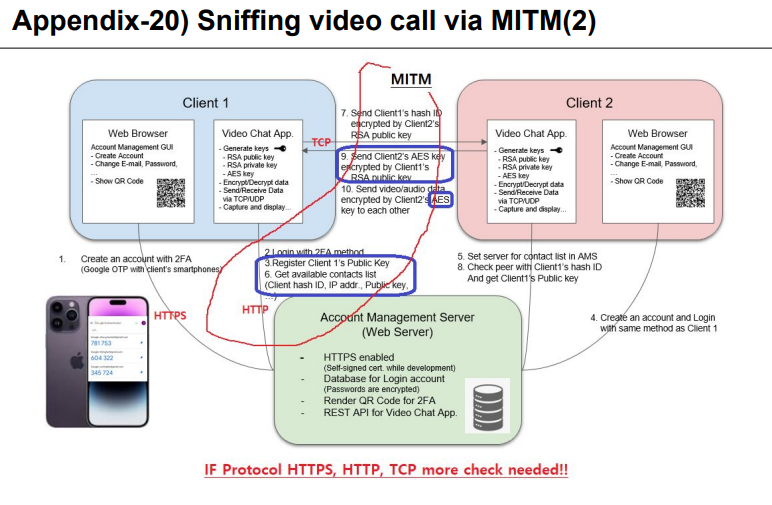 Appendix-20) Sniffing video call via MITM(2)
MITM
Client 1
Web Browser
Account Management GUI
- Create Account
- Change E-mail, Password,
...
- Show QR Code
Video Chat App.
- Generate keys
- RSA public key
- RSA private key
- AES key
- Encrypt/Decrypt data
- Send/Receive Data
via TCP/UDP
- Capture and display...
TCP
7. Send Client1's hash ID
encrypted by Client2's
RSA public key
9. Send Client2's AES key
encrypted by Client1's
RSA public key
10. Send video/audio data
encrypted by Client2's AES
key to each other
Client 2
Video Chat App.
- Generate keys
- RSA public key
- RSA private key
- AES key
- Encrypt/Decrypt data
- Send/Receive Data
via TCP/UDP
- Capture and display...
Web Browser
Account Management GUI
- Create Account
- Change E-mail, Password,
...
- Show QR Code
1. Create an account with 2FA
(Google OTP with client's smartphones)
2.Login with 2FA method
3.Register Client 1's Public Key
6. Get available contacts list
(Client hash ID, IP addr., Public key,
...)
5. Set server for contact list in AMS
8. Check peer with Client1's hash ID
And get Client1's Public key
4. Create an account and Login
with same method as Client 1
HTTPS
HTTP
781753
604 322
345 724
Account Management Server
(Web Server)
- HTTPS enabled
(Self-signed cert. while development)
- Database for Login account
(Passwords are encrypted)
- Render QR Code for 2FA
- REST API for Video Chat App.
IF Protocol HTTPS, HTTP, TCP more check needed!!